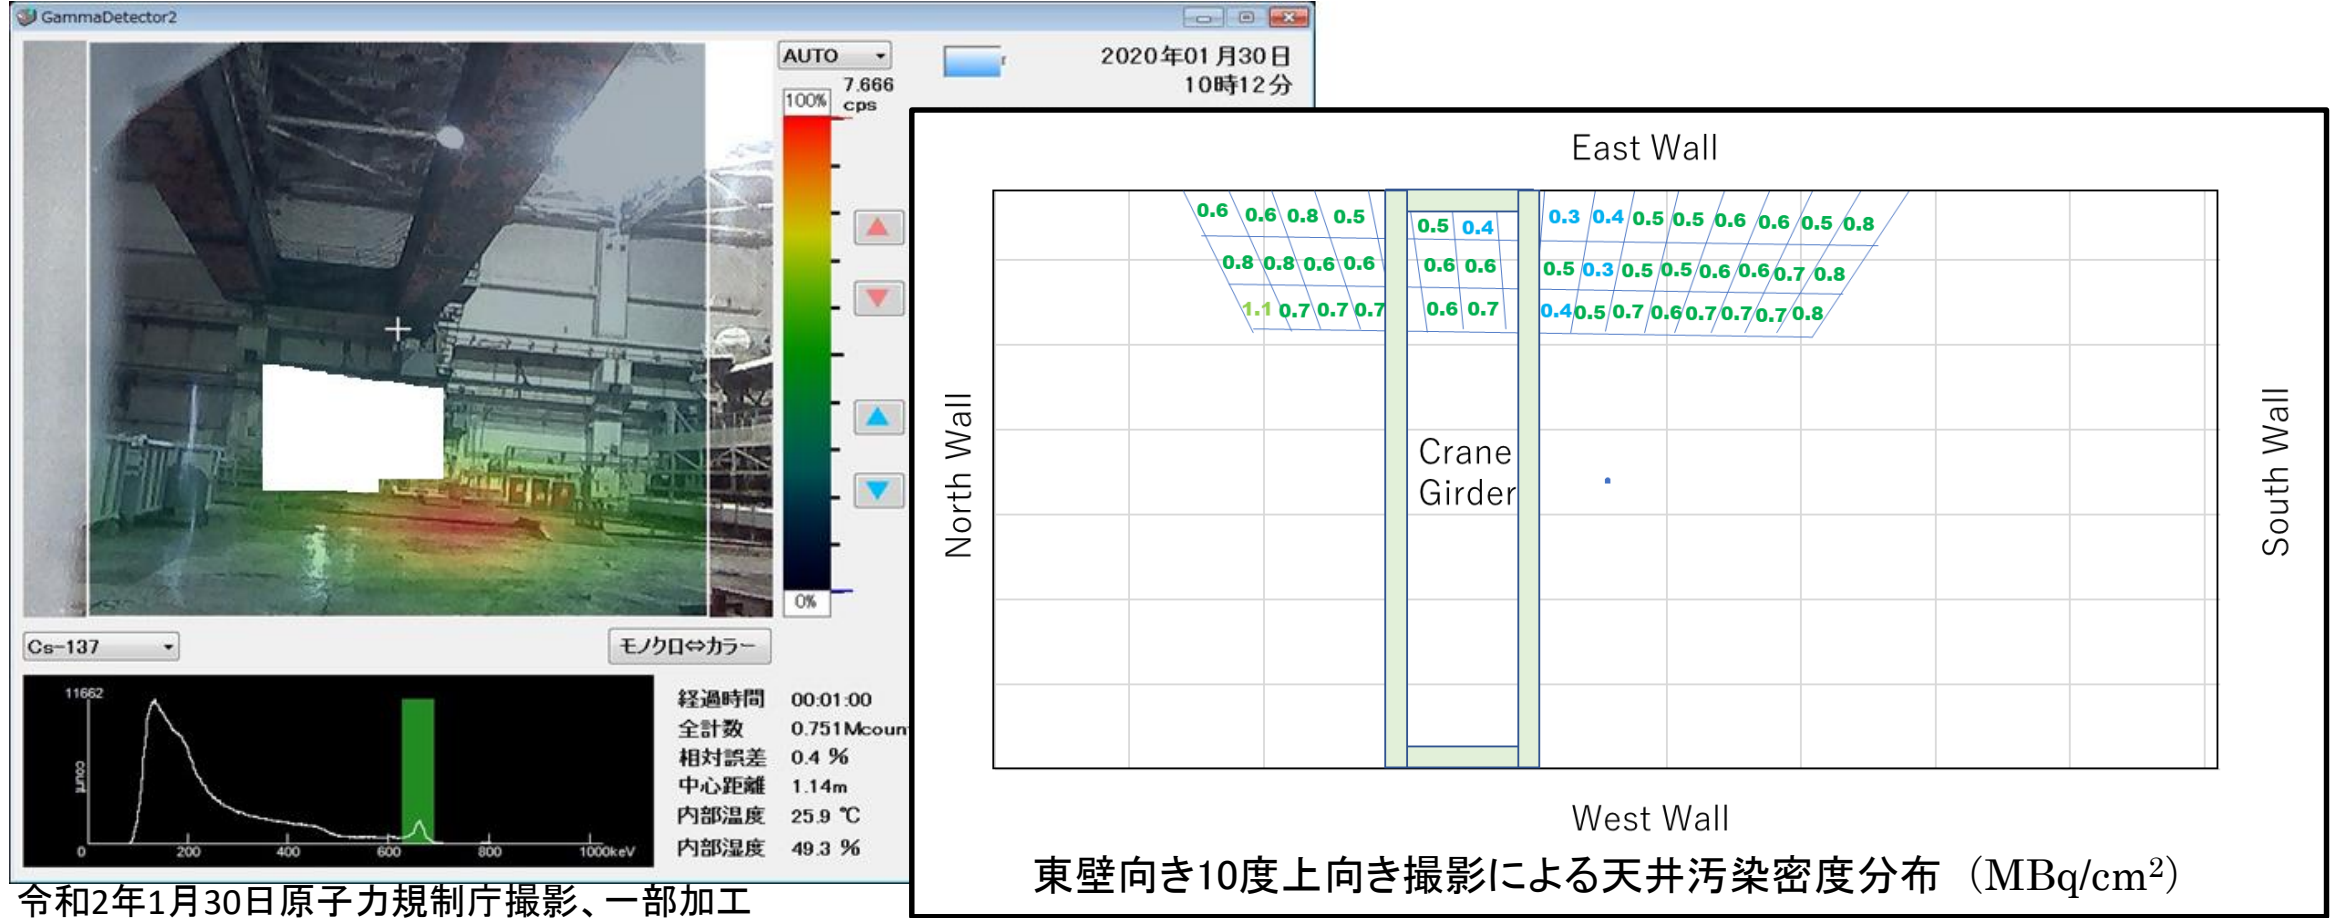 GammaDetector2
AUTO
7.666
cps
100%
0%
2020年01月30日
10時12分
Cs-137
モノクロ⇔カラー
11662
count
0 200 400 600 800 1000keV
経過時間 00:01:00
全計数 0.751Mcoun
相対誤差 0.4 %
中心距離 1.14m
内部温度 25.9 ℃
内部湿度 49.3 %
令和2年1月30日原子力規制庁撮影、一部加工
East Wall
0.6 0.6 0.8 0.5 0.5 0.4 0.3 0.4 0.5 0.5 0.6 0.6 0.5 0.8
0.8 0.8 0.6 0.6 0.6 0.6 0.5 0.3 0.5 0.5 0.6 0.6 0.7 0.8
1.1 0.7 0.7 0.7 0.6 0.7 0.4 0.5 0.7 0.6 0.7 0.7 0.7 0.8
North Wall
Crane
Girder
South Wall
West Wall
東壁向き10度上向き撮影による天井汚染密度分布（MBq/cm²）